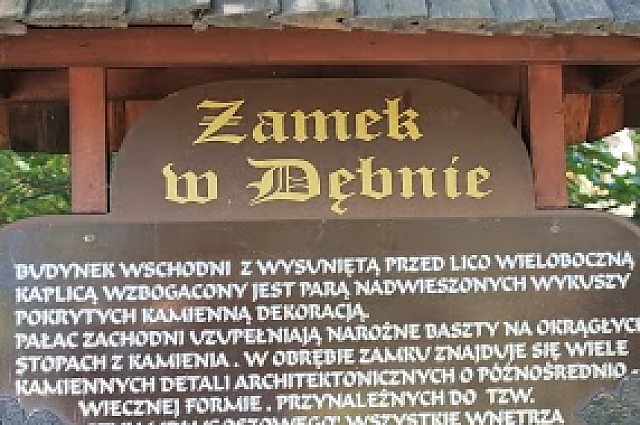 Zamek
w Dębnie
BUDYNEK WSCHODNI Z WYSUNIĘTĄ PRZED LICO WIELOBOCZNĄ
KAPLICĄ WZBOGACONY JEST PARĄ NADWIESZONYCH WYKUSZY
POKRYTYCH KAMIENNĄ DEKORACJĄ.
PAŁAC ZACHODNI UZUPEŁNIAJĄ NAROŻNE BASZTY NA OKRĄGŁYC
STOPACH Z KAMIENIA . W OBRĘBIE ZAMKU ZNAJDUJE SIĘ WIELE
KAMIENNYCH DETALI ARCHITEKTONICZNYCH O PÓŹNOŚREDNIO -
WIECZNEJ FORMIE . PRZYNALEŻNYCH DO TZW.
WSZYSTKIE WNĘTRZA